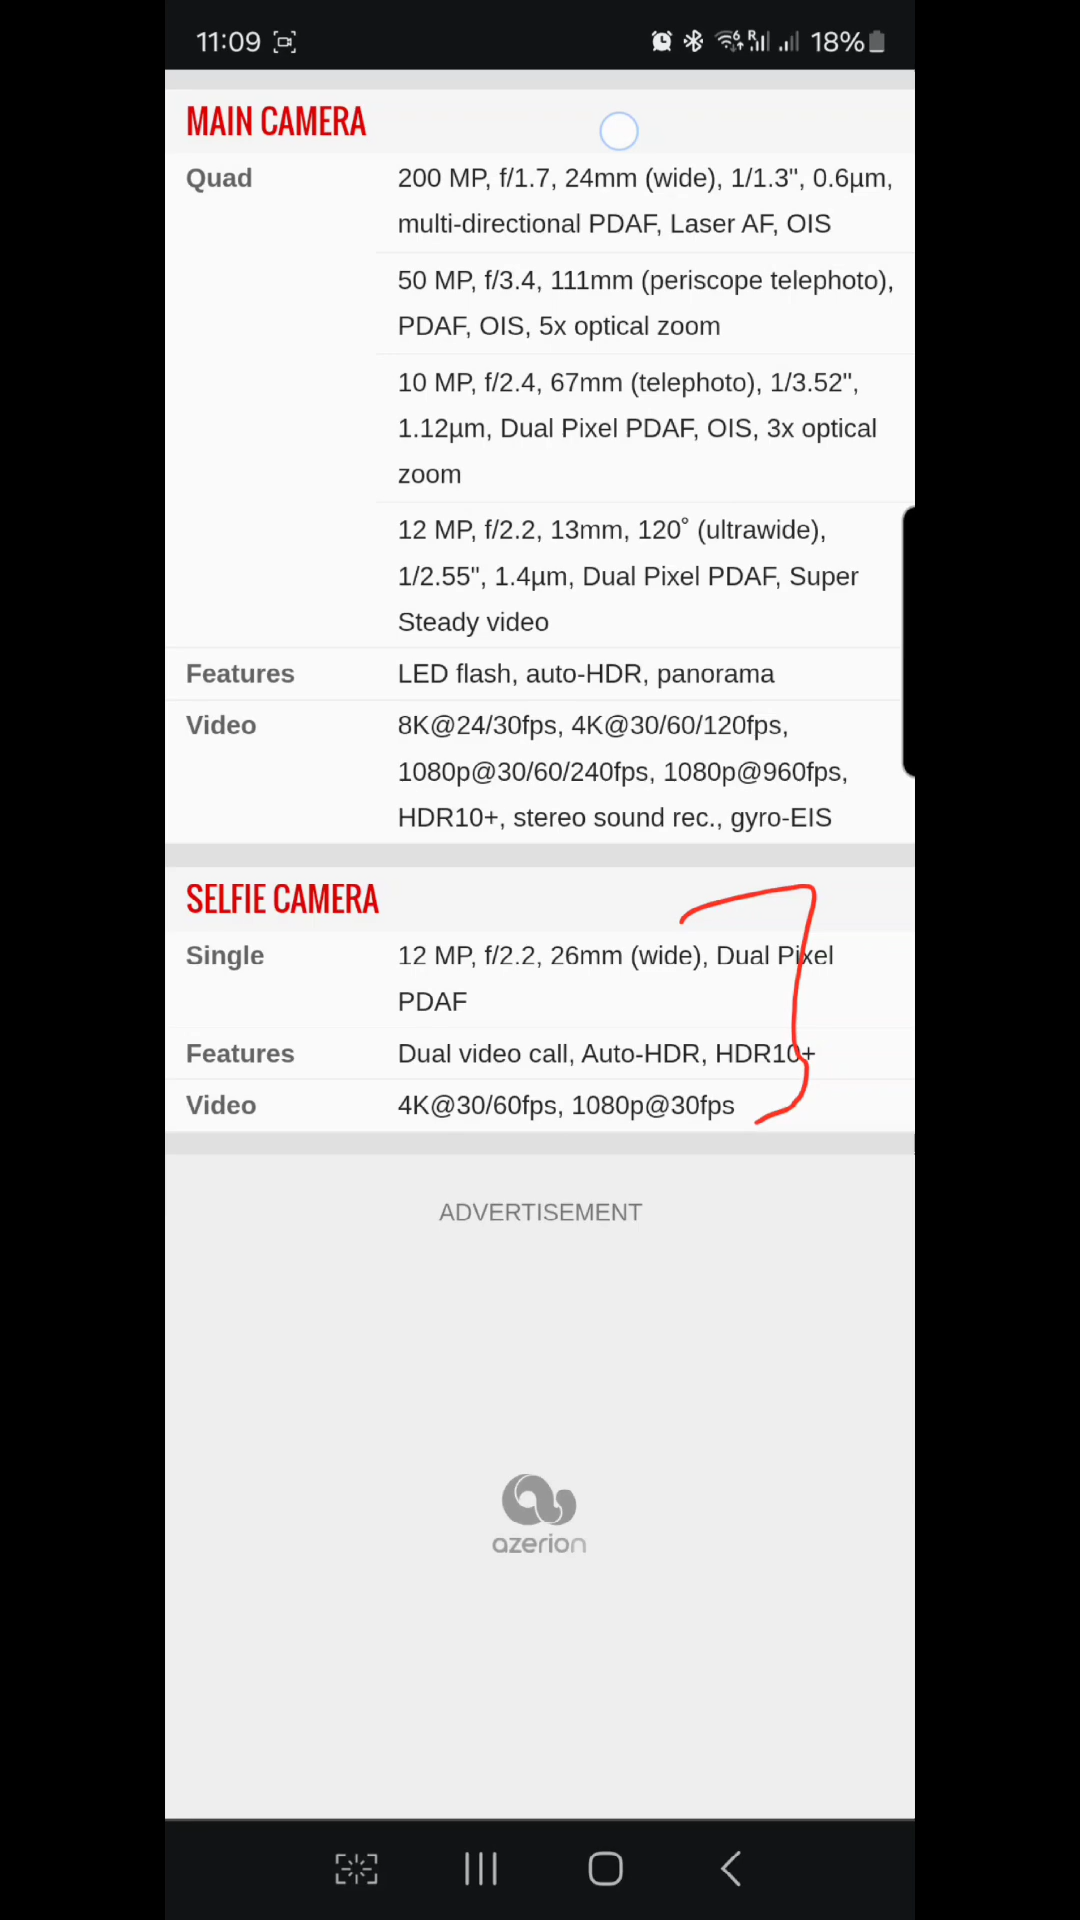 11:09 18%
MAIN CAMERA
Quad 200 MP, f/1.7, 24mm (wide), 1/1.3", 0.6µm,
multi-directional PDAF, Laser AF, OIS
50 MP, f/3.4, 111mm (periscope telephoto),
PDAF, OIS, 5x optical zoom
10 MP, f/2.4, 67mm (telephoto), 1/3.52",
1.12µm, Dual Pixel PDAF, OIS, 3x optical
zoom
12 MP, f/2.2, 13mm, 120˚ (ultrawide),
1/2.55", 1.4µm, Dual Pixel PDAF, Super
Steady video
Features LED flash, auto-HDR, panorama
Video 8K@24/30fps, 4K@30/60/120fps,
1080p@30/60/240fps, 1080p@960fps,
HDR10+, stereo sound rec., gyro-EIS
SELFIE CAMERA
Single 12 MP, f/2.2, 26mm (wide), Dual Pixel
PDAF
Features Dual video call, Auto-HDR, HDR10+
Video 4K@30/60fps, 1080p@30fps
ADVERTISEMENT
azerion